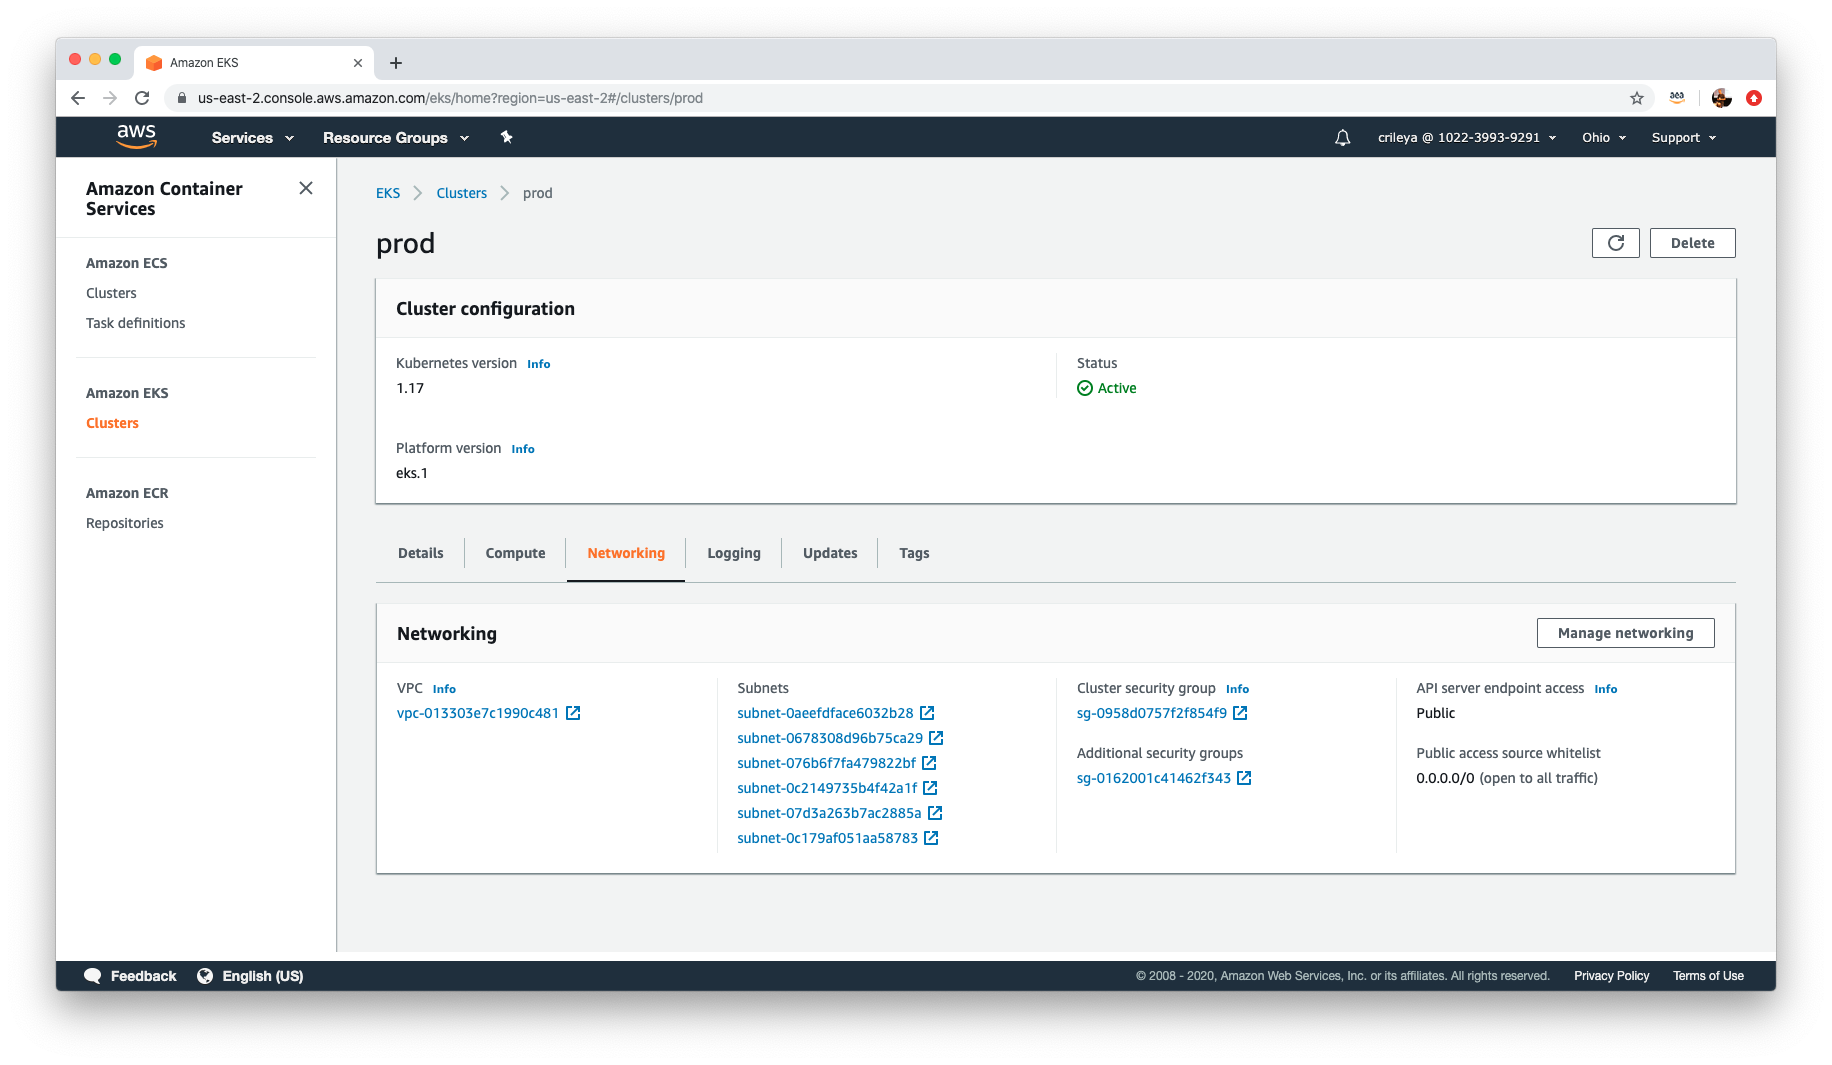 Amazon EKS
us-east-2.console.aws.amazon.com/eks/home?region=us-east-2#/clusters/prod
aws
Services
Resource Groups
crileya @ 1022-3993-9291
Ohio
Support
Amazon Container
Services
Amazon ECS
Clusters
Task definitions
Amazon EKS
Clusters
Amazon ECR
Repositories
EKS
Clusters
prod
prod
Delete
Cluster configuration
Kubernetes version Info
1.17
Status
Active
Platform version Info
eks.1
Details
Compute
Networking
Logging
Updates
Tags
Networking
Manage networking
VPC Info
vpc-013303e7c1990c481
Subnets
subnet-0aeefdface6032b28
subnet-0678308d96b75ca29
subnet-076b6f7fa479822bf
subnet-0c2149735b4f42a1f
subnet-07d3a263b7ac2885a
subnet-0c179af051aa58783
Cluster security group Info
sg-0958d0757f2f854f9
Additional security groups
sg-0162001c41462f343
API server endpoint access Info
Public
Public access source whitelist
0.0.0.0/0 (open to all traffic)
Feedback
English (US)
© 2008 - 2020, Amazon Web Services, Inc. or its affiliates. All rights reserved.
Privacy Policy
Terms of Use